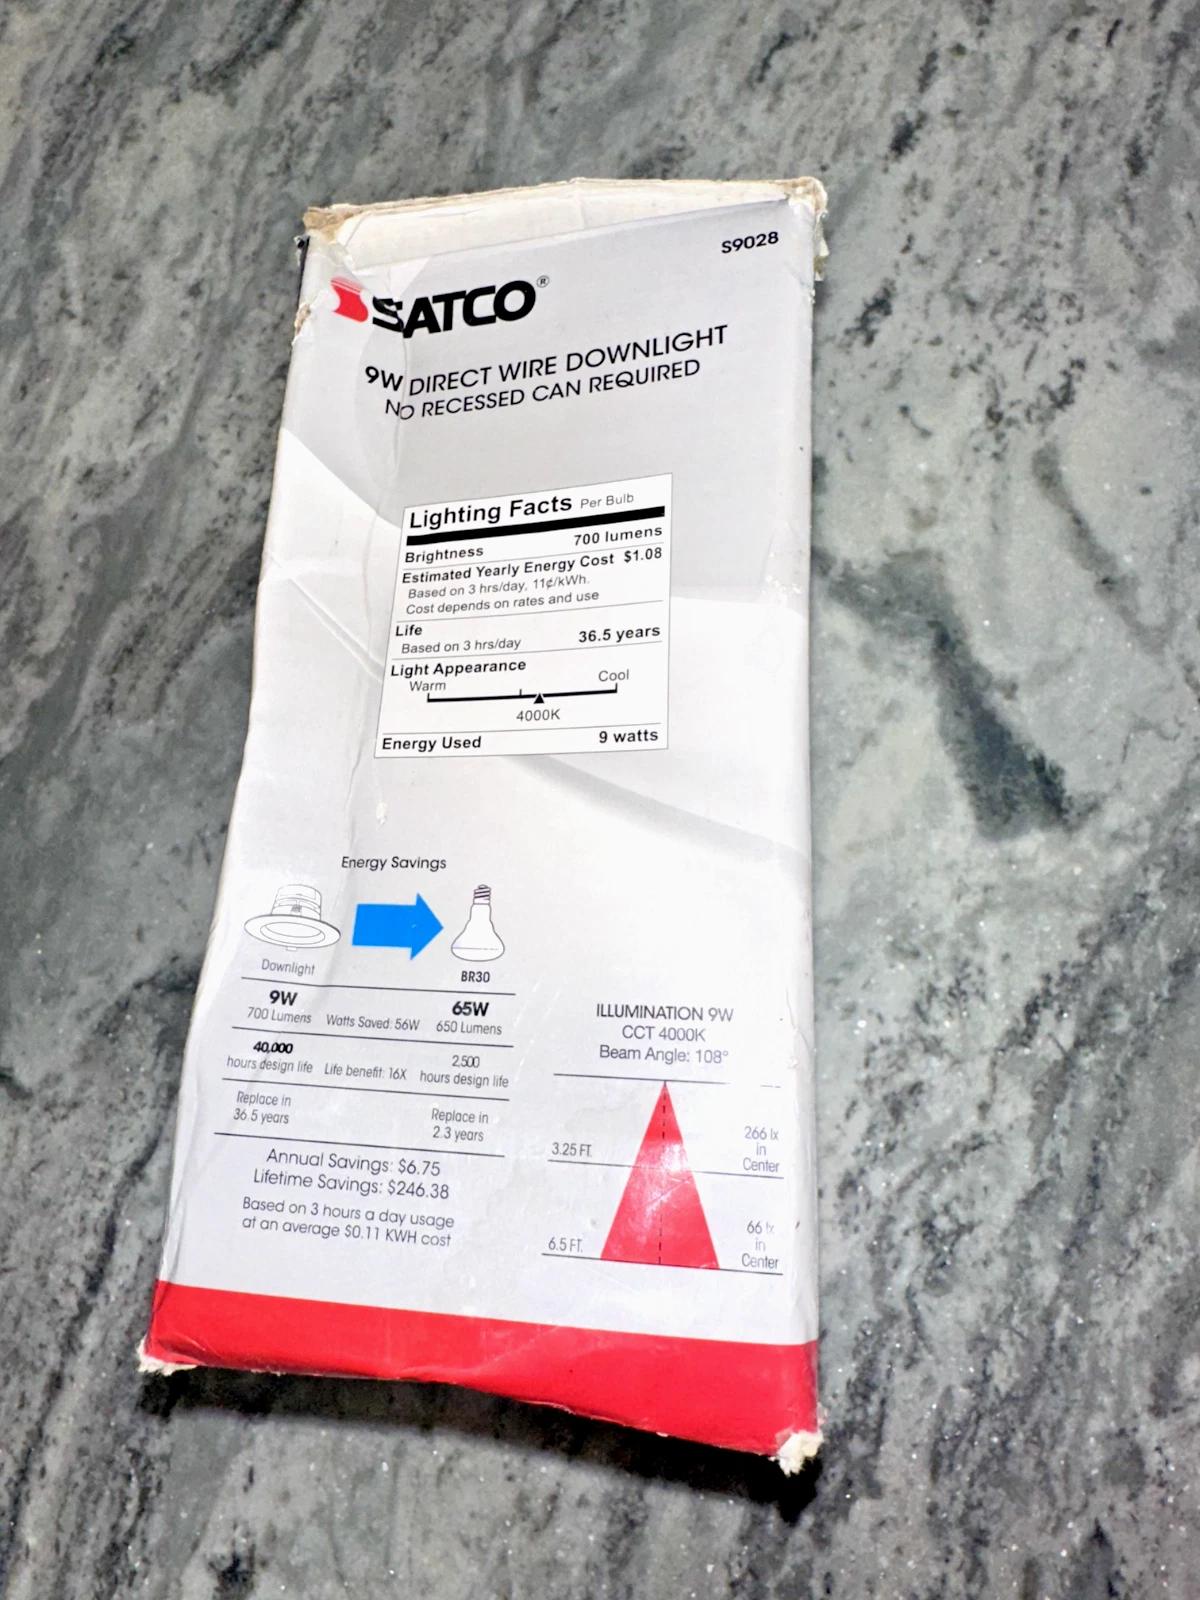 S9028
SATCO®
9W DIRECT WIRE DOWNLIGHT
NO RECESSED CAN REQUIRED
Lighting Facts Per Bulb
Brightness 700 lumens
Estimated Yearly Energy Cost $1.08
Based on 3 hrs/day, 11¢/kWh.
Cost depends on rates and use
Life
Based on 3 hrs/day 36.5 years
Light Appearance
Warm Cool
4000K
Energy Used 9 watts
Energy Savings
Downlight BR30
9W 65W
700 Lumens Watts Saved: 56W 650 Lumens
40,000 2,500
hours design life Life benefit: 16X hours design life
Replace in Replace in
36.5 years 2.3 years
Annual Savings: $6.75
Lifetime Savings: $246.38
Based on 3 hours a day usage
at an average $0.11 KWH cost
ILLUMINATION 9W
CCT 4000K
Beam Angle: 108°
3.25 FT. 266 lx
in
Center
6.5 FT. 66 lx
in
Center